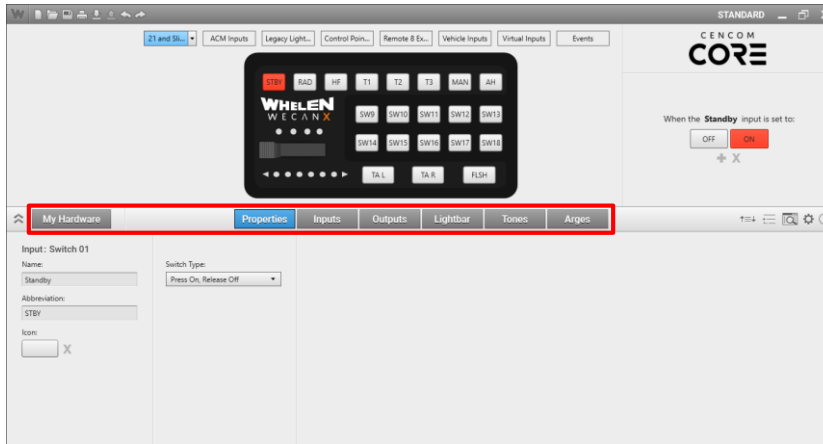 STANDARD
21 and Sli... ACM Inputs Legacy Light... Control Poin... Remote 8 Ex... Vehicle Inputs Virtual Inputs Events
CENCOM
CORE
STBY RAD HF T1 T2 T3 MAN AH
WHELEN
WECANX
SW9 SW10 SW11 SW12 SW13
SW14 SW15 SW16 SW17 SW18
TA L TA R FLSH
When the Standby input is set to:
OFF ON
My Hardware Properties Inputs Outputs Lightbar Tones Arges
Input: Switch 01
Name:
Standby
Abbreviation:
STBY
Icon:
X
Switch Type:
Press On, Release Off